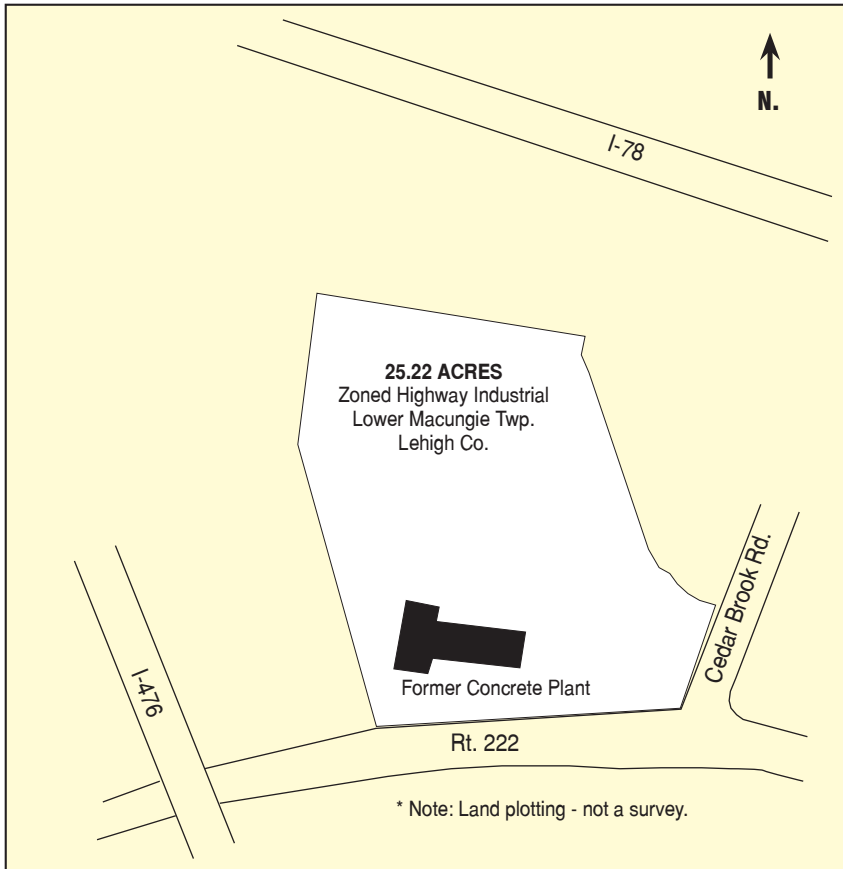 N.
I-78
25.22 ACRES
Zoned Highway Industrial
Lower Macungie Twp.
Lehigh Co.
Cedar Brook Rd.
I-476
Former Concrete Plant
Rt. 222
* Note: Land plotting - not a survey.